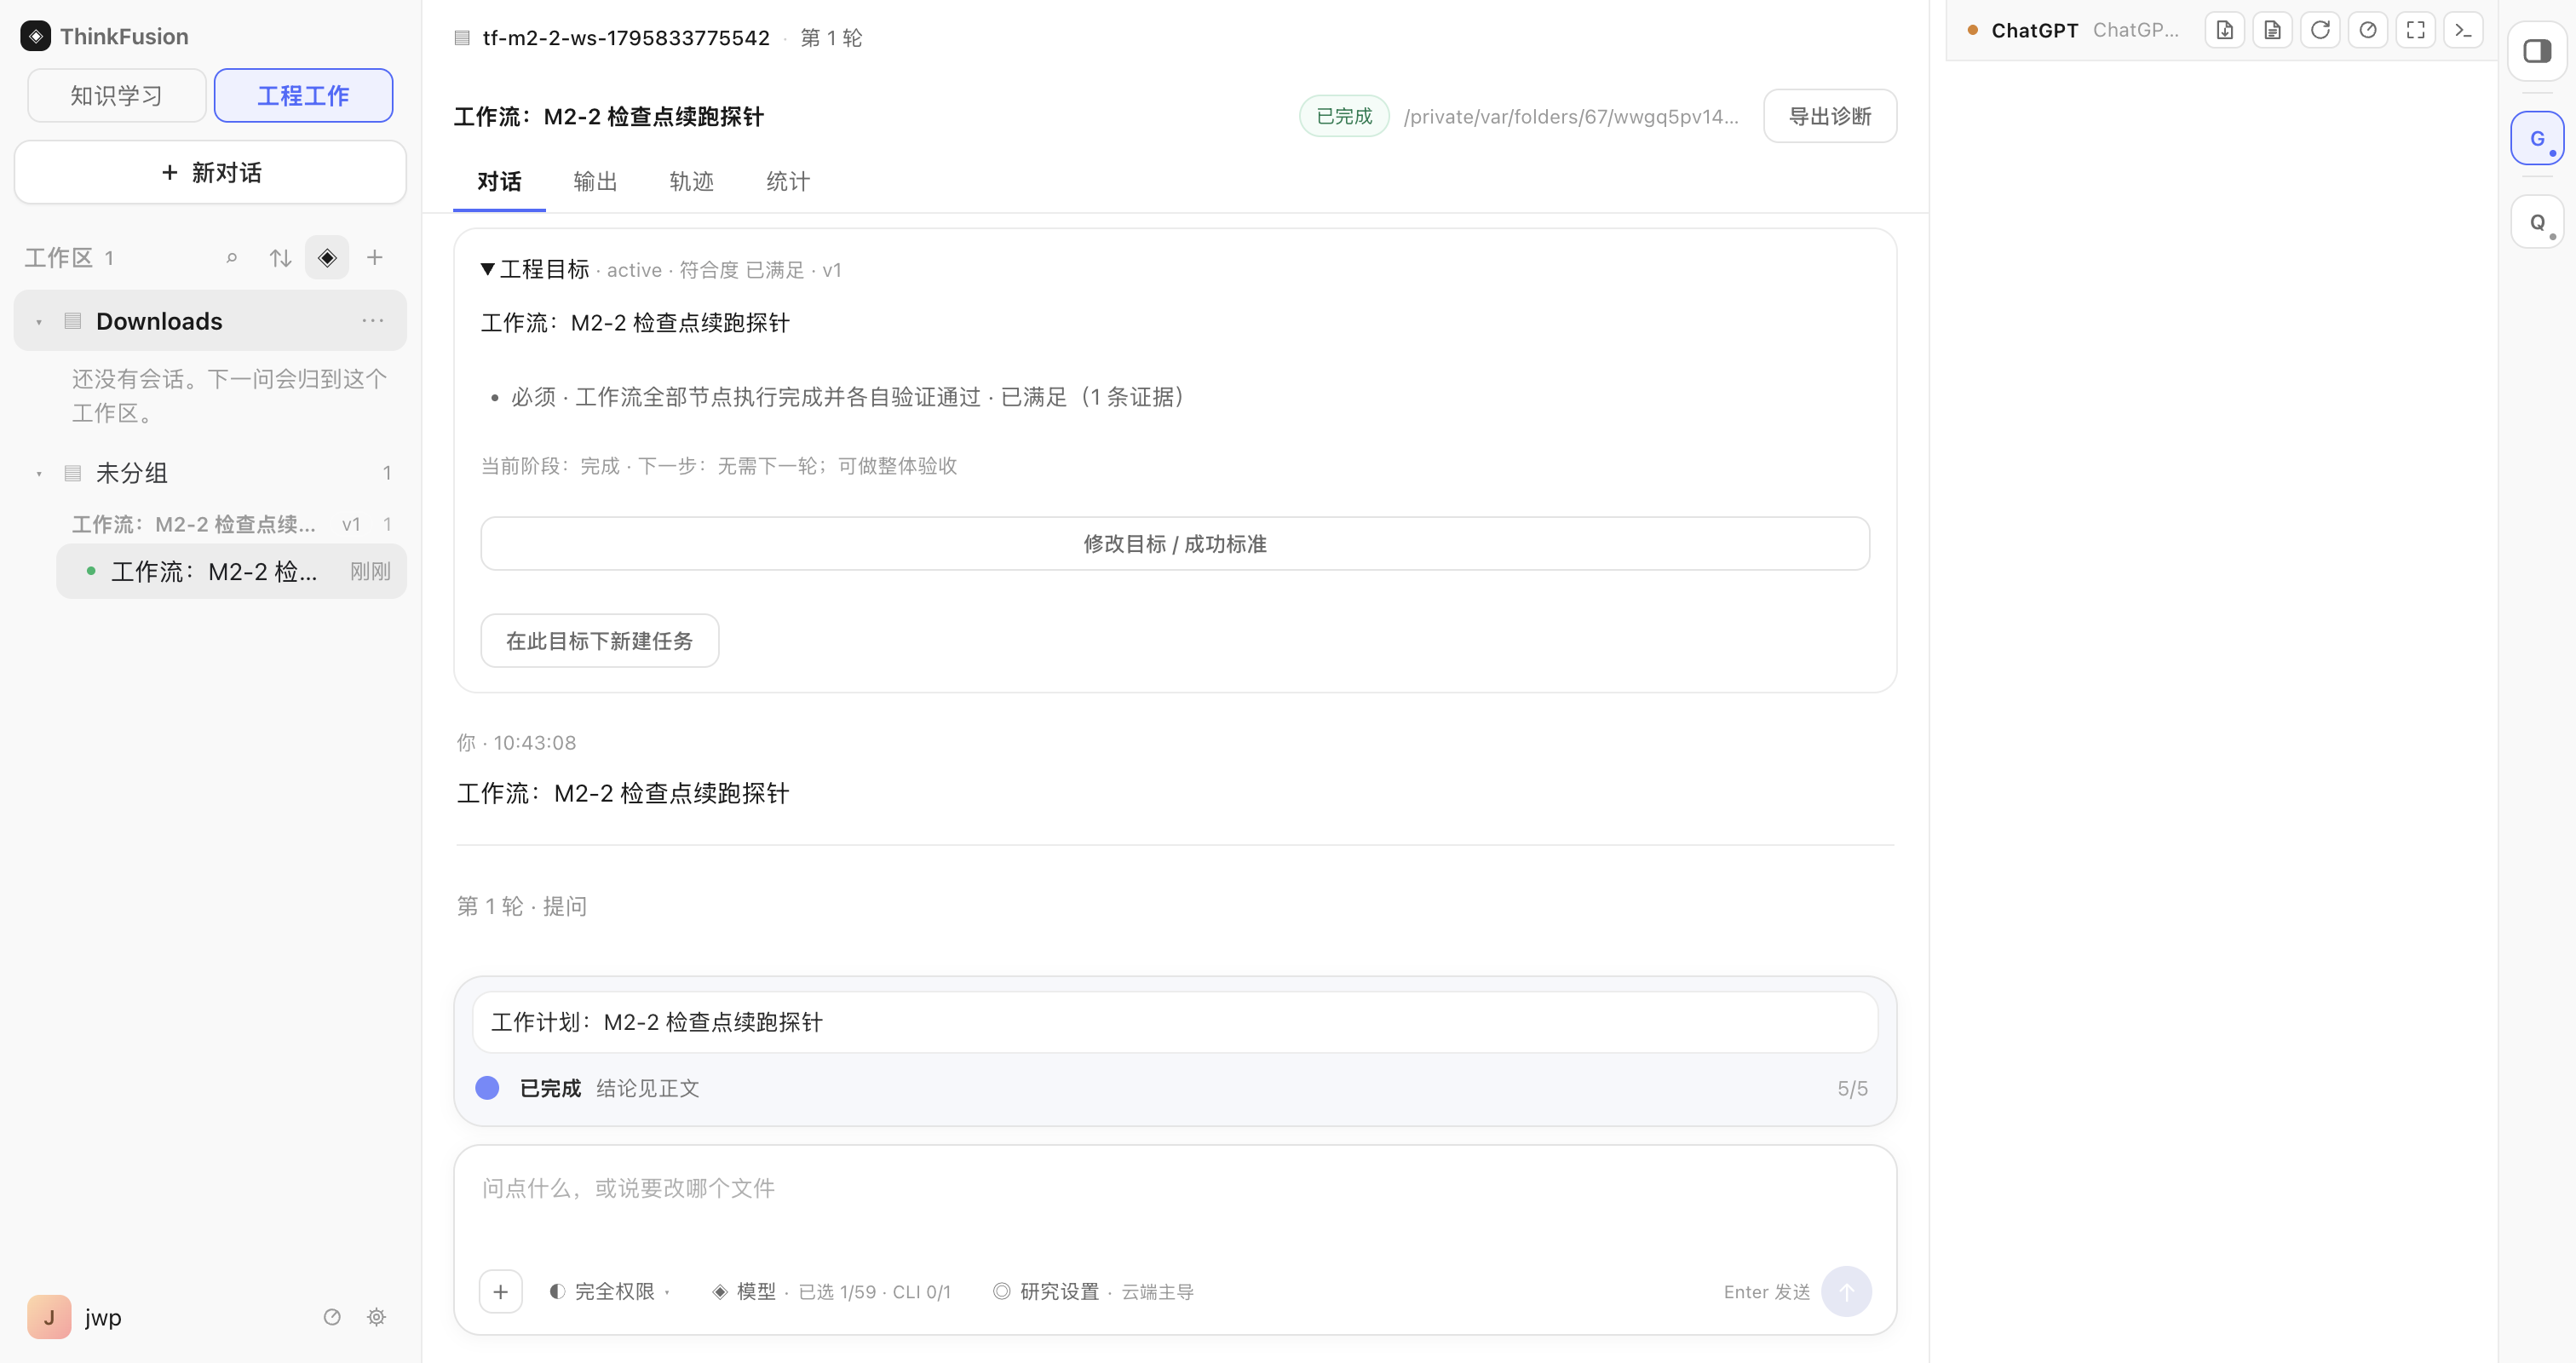 ThinkFusion
知识学习
工程工作
+ 新对话
工作区 1
Downloads
还没有会话。下一问会归到这个
工作区。
未分组 1
工作流：M2-2 检查点续... v1 1
工作流：M2-2 检... 刚刚
J jwp
tf-m2-2-ws-1795833775542 · 第 1 轮
工作流：M2-2 检查点续跑探针
已完成 /private/var/folders/67/wwgq5pv14... 导出诊断
对话 输出 轨迹 统计
▼工程目标 · active · 符合度 已满足 · v1
工作流：M2-2 检查点续跑探针
• 必须 · 工作流全部节点执行完成并各自验证通过 · 已满足（1 条证据）
当前阶段：完成 · 下一步：无需下一轮；可做整体验收
修改目标 / 成功标准
在此目标下新建任务
你 · 10:43:08
工作流：M2-2 检查点续跑探针
第 1 轮 · 提问
工作计划：M2-2 检查点续跑探针
已完成 结论见正文 5/5
问点什么，或说要改哪个文件
+ 完全权限 模型 · 已选 1/59 · CLI 0/1 研究设置 · 云端主导 Enter 发送
ChatGPT ChatGP...
G
Q